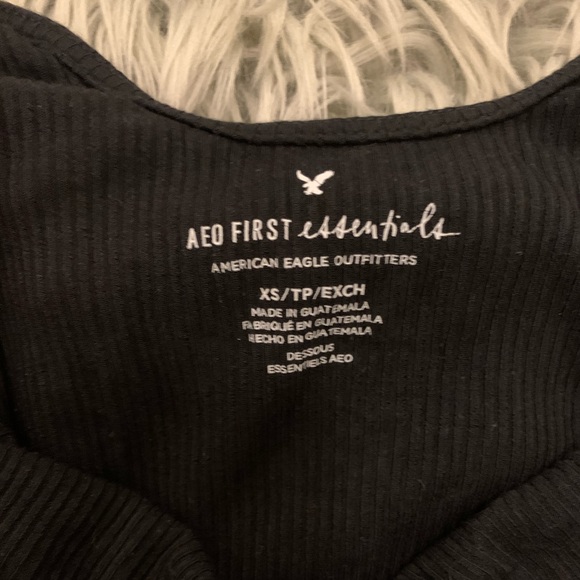 AEO FIRST essentials
AMERICAN EAGLE OUTFITTERS
XS/TP/EXCH
MADE IN GUATEMALA
FABRIQUÉ EN GUATEMALA
HECHO EN GUATEMALA
DESSOUS
ESSENTIELS AEO